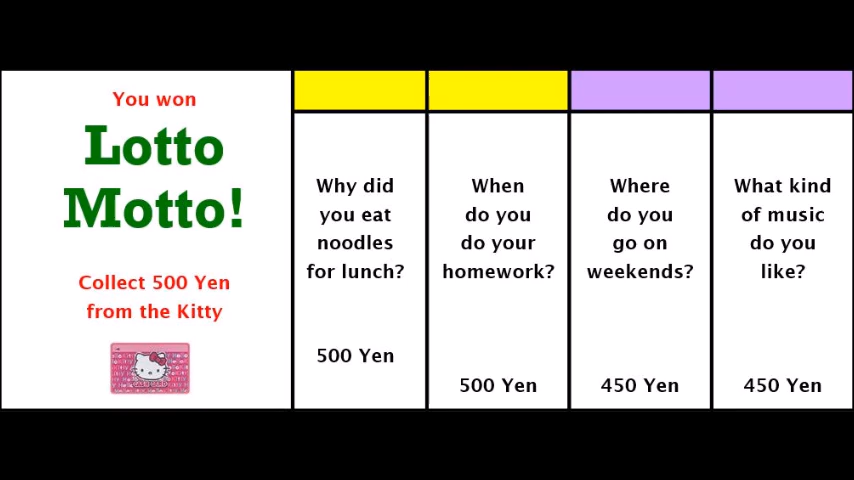 You won
Lotto
Motto!
Collect 500 Yen
from the Kitty
Why did
you eat
noodles
for lunch?
500 Yen
When
do you
do your
homework?
500 Yen
Where
do you
go on
weekends?
450 Yen
What kind
of music
do you
like?
450 Yen